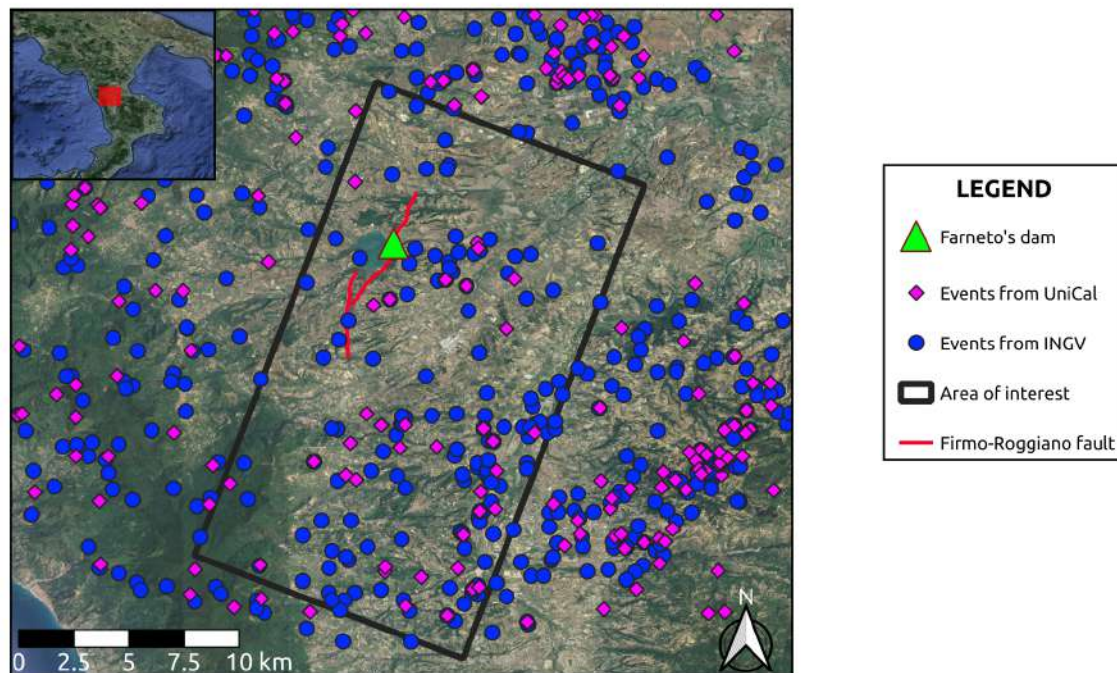 LEGEND
Farneto's dam
Events from UniCal
Events from INGV
Area of interest
Firmo-Roggiano fault
N
0 2.5 5 7.5 10 km